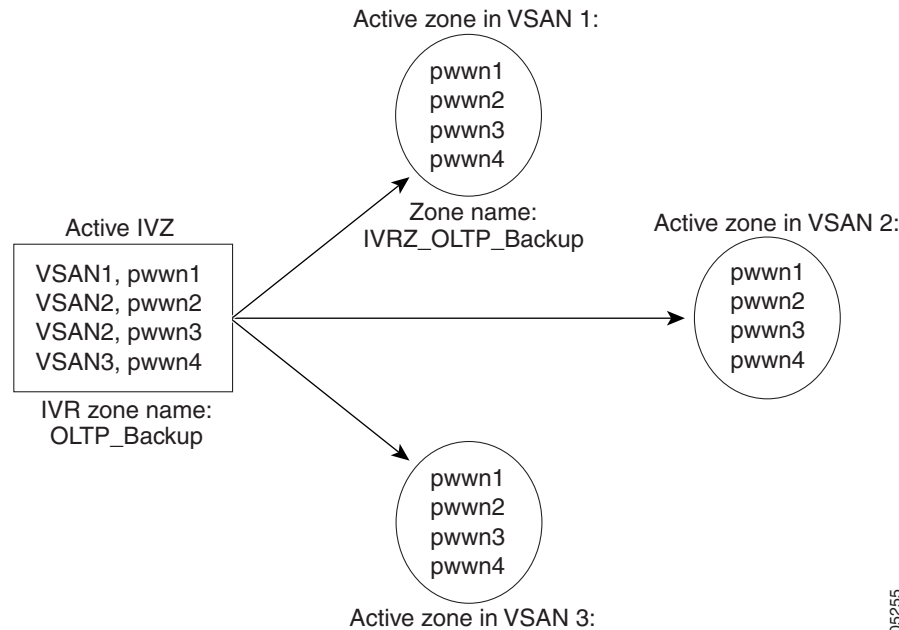 Active zone in VSAN 1:
pwwn1
pwwn2
pwwn3
pwwn4
Zone name:
IVRZ_OLTP_Backup
Active IVZ
VSAN1, pwwn1
VSAN2, pwwn2
VSAN2, pwwn3
VSAN3, pwwn4
IVR zone name:
OLTP_Backup
Active zone in VSAN 2:
pwwn1
pwwn2
pwwn3
pwwn4
pwwn1
pwwn2
pwwn3
pwwn4
Active zone in VSAN 3: